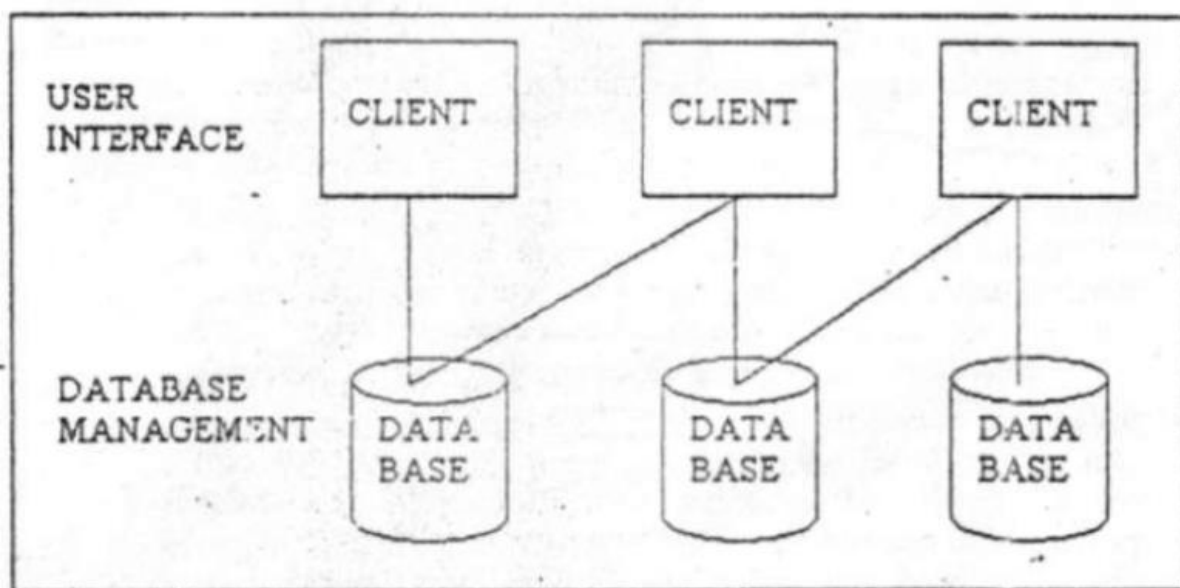 USER
INTERFACE
CLIENT
CLIENT
CLIENT
DATABASE
MANAGEMENT
DATA
BASE
DATA
BASE
DATA
BASE